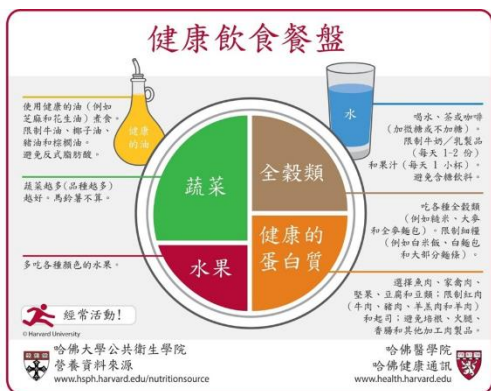 健康飲食餐盤
使用健康的油（例如
芝麻和花生油）煮食。
限制牛油、椰子油、
豬油和棕櫚油。
避免反式脂肪酸。
健康
的油
水
喝水、茶或咖啡
（加微糖或不加糖）。
限制牛奶/乳製品
（每天 1-2 份）
和果汁（每天 1 小杯）。
避免含糖飲料。
蔬菜越多（品種越多）
越好。馬鈴薯不算。
蔬菜
全穀類
吃各種全穀類
（例如糙米、大麥
和全麥麵包）。限制細糧
（例如白米飯、白麵包
和大部分麵條）。
多吃各種顏色的水果。
水果
健康的
蛋白質
選擇魚肉、家禽肉、
堅果、豆腐和豆類；限制紅肉
（牛肉、豬肉、羊羔肉和羊肉）
和起司；避免培根、火腿、
香腸和其他加工肉製品。
經常活動！
© Harvard University
哈佛大學公共衛生學院
營養資料來源
www.hsph.harvard.edu/nutritionsource
哈佛醫學院
哈佛健康通訊
www.health.harvard.edu